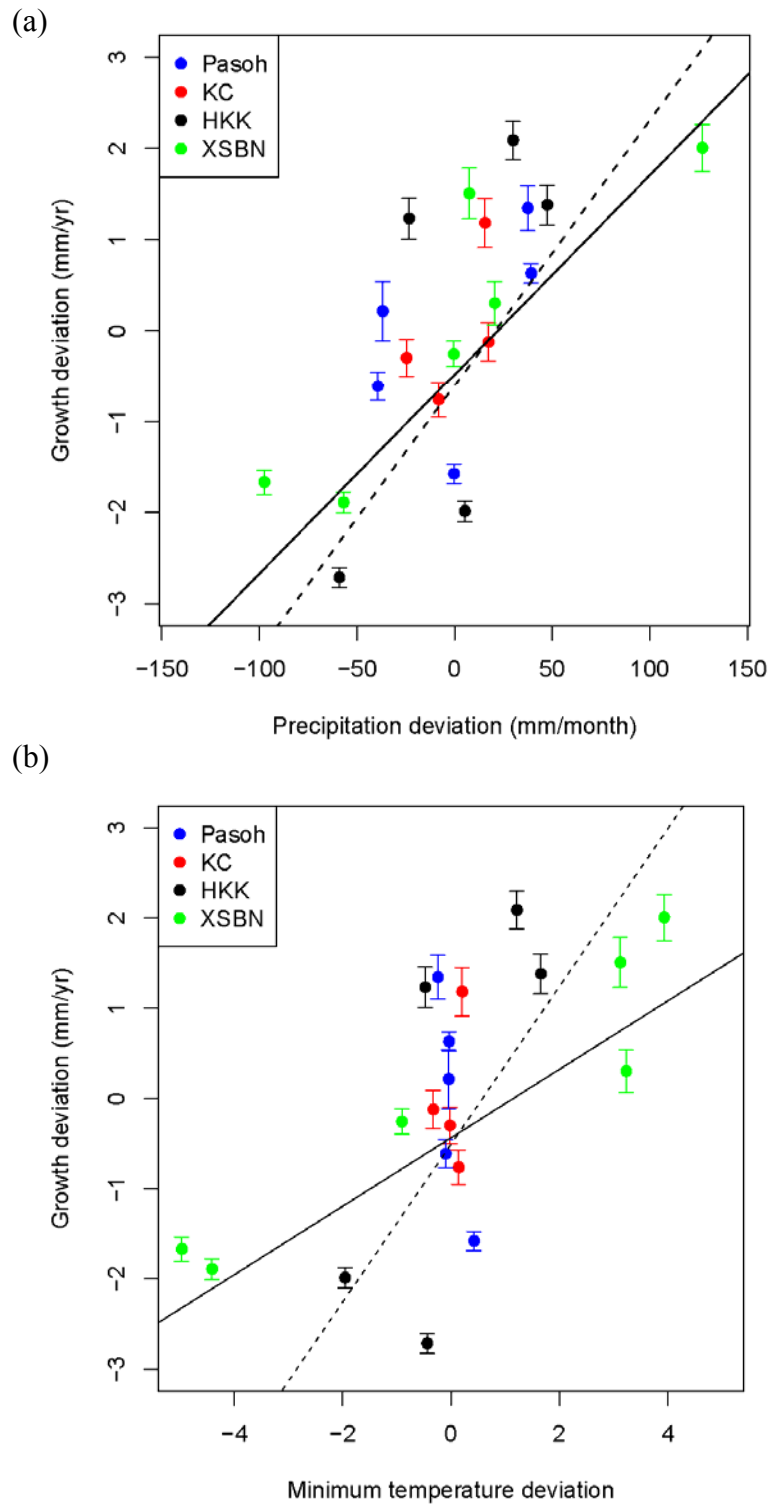 (a)
Pasoh
KC
HKK
XSBN
3
2
1
0
−1
−2
−3
Growth deviation (mm/yr)
−150 −100 −50 0 50 100 150
Precipitation deviation (mm/month)
(b)
Pasoh
KC
HKK
XSBN
3
2
1
0
−1
−2
−3
Growth deviation (mm/yr)
−4 −2 0 2 4
Minimum temperature deviation